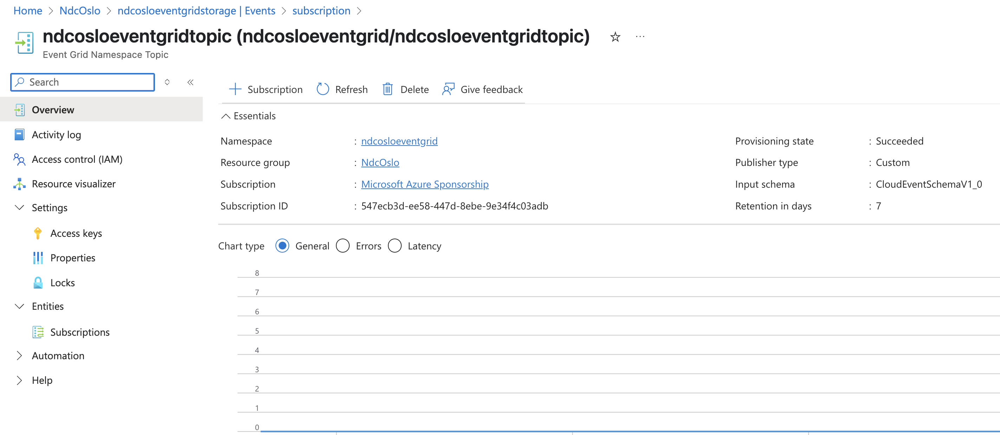 Home > NdcOslo > ndcosloeventgridstorage | Events > subscription >
ndcosloeventgridtopic (ndcosloeventgrid/ndcosloeventgridtopic) ☆ ...
Event Grid Namespace Topic
Search
Overview
Activity log
Access control (IAM)
Resource visualizer
Settings
Access keys
Properties
Locks
Entities
Subscriptions
Automation
Help
Subscription Refresh Delete Give feedback
Essentials
Namespace : ndcosloeventgrid
Resource group : NdcOslo
Subscription : Microsoft Azure Sponsorship
Subscription ID : 547ecb3d-ee58-447d-8ebe-9e34f4c03adb
Provisioning state : Succeeded
Publisher type : Custom
Input schema : CloudEventSchemaV1_0
Retention in days : 7
Chart type General Errors Latency
8
7
6
5
4
3
2
1
0